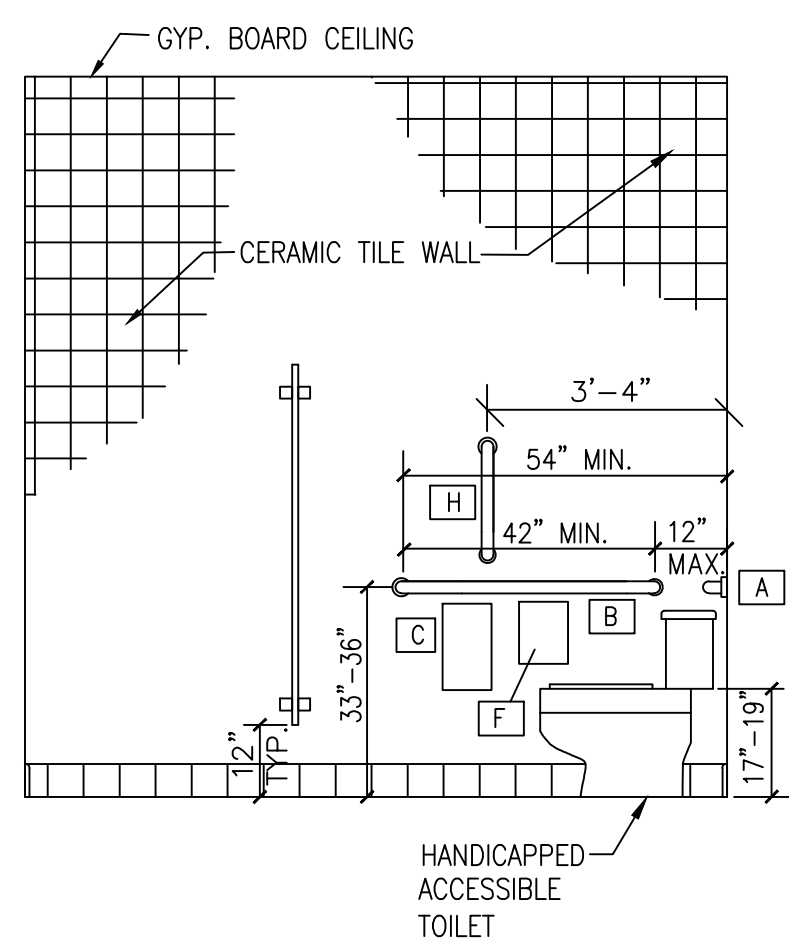 GYP. BOARD CEILING
CERAMIC TILE WALL
3'-4"
54" MIN.
H
42" MIN.
12"
MAX.
A
B
C
33"-36"
F
12"
TYP.
17"-19"
HANDICAPPED
ACCESSIBLE
TOILET